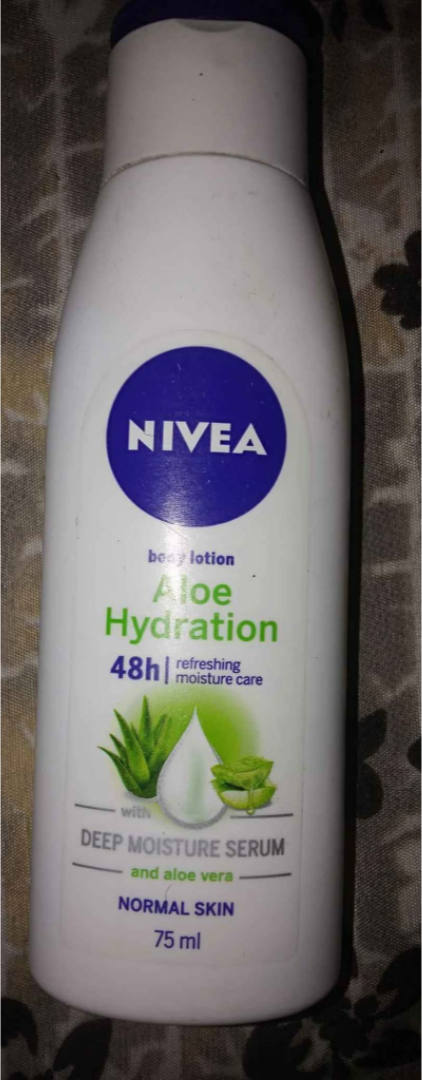 NIVEA
body lotion
Aloe
Hydration
48h | refreshing
moisture care
with
DEEP MOISTURE SERUM
and aloe vera
NORMAL SKIN
75 ml